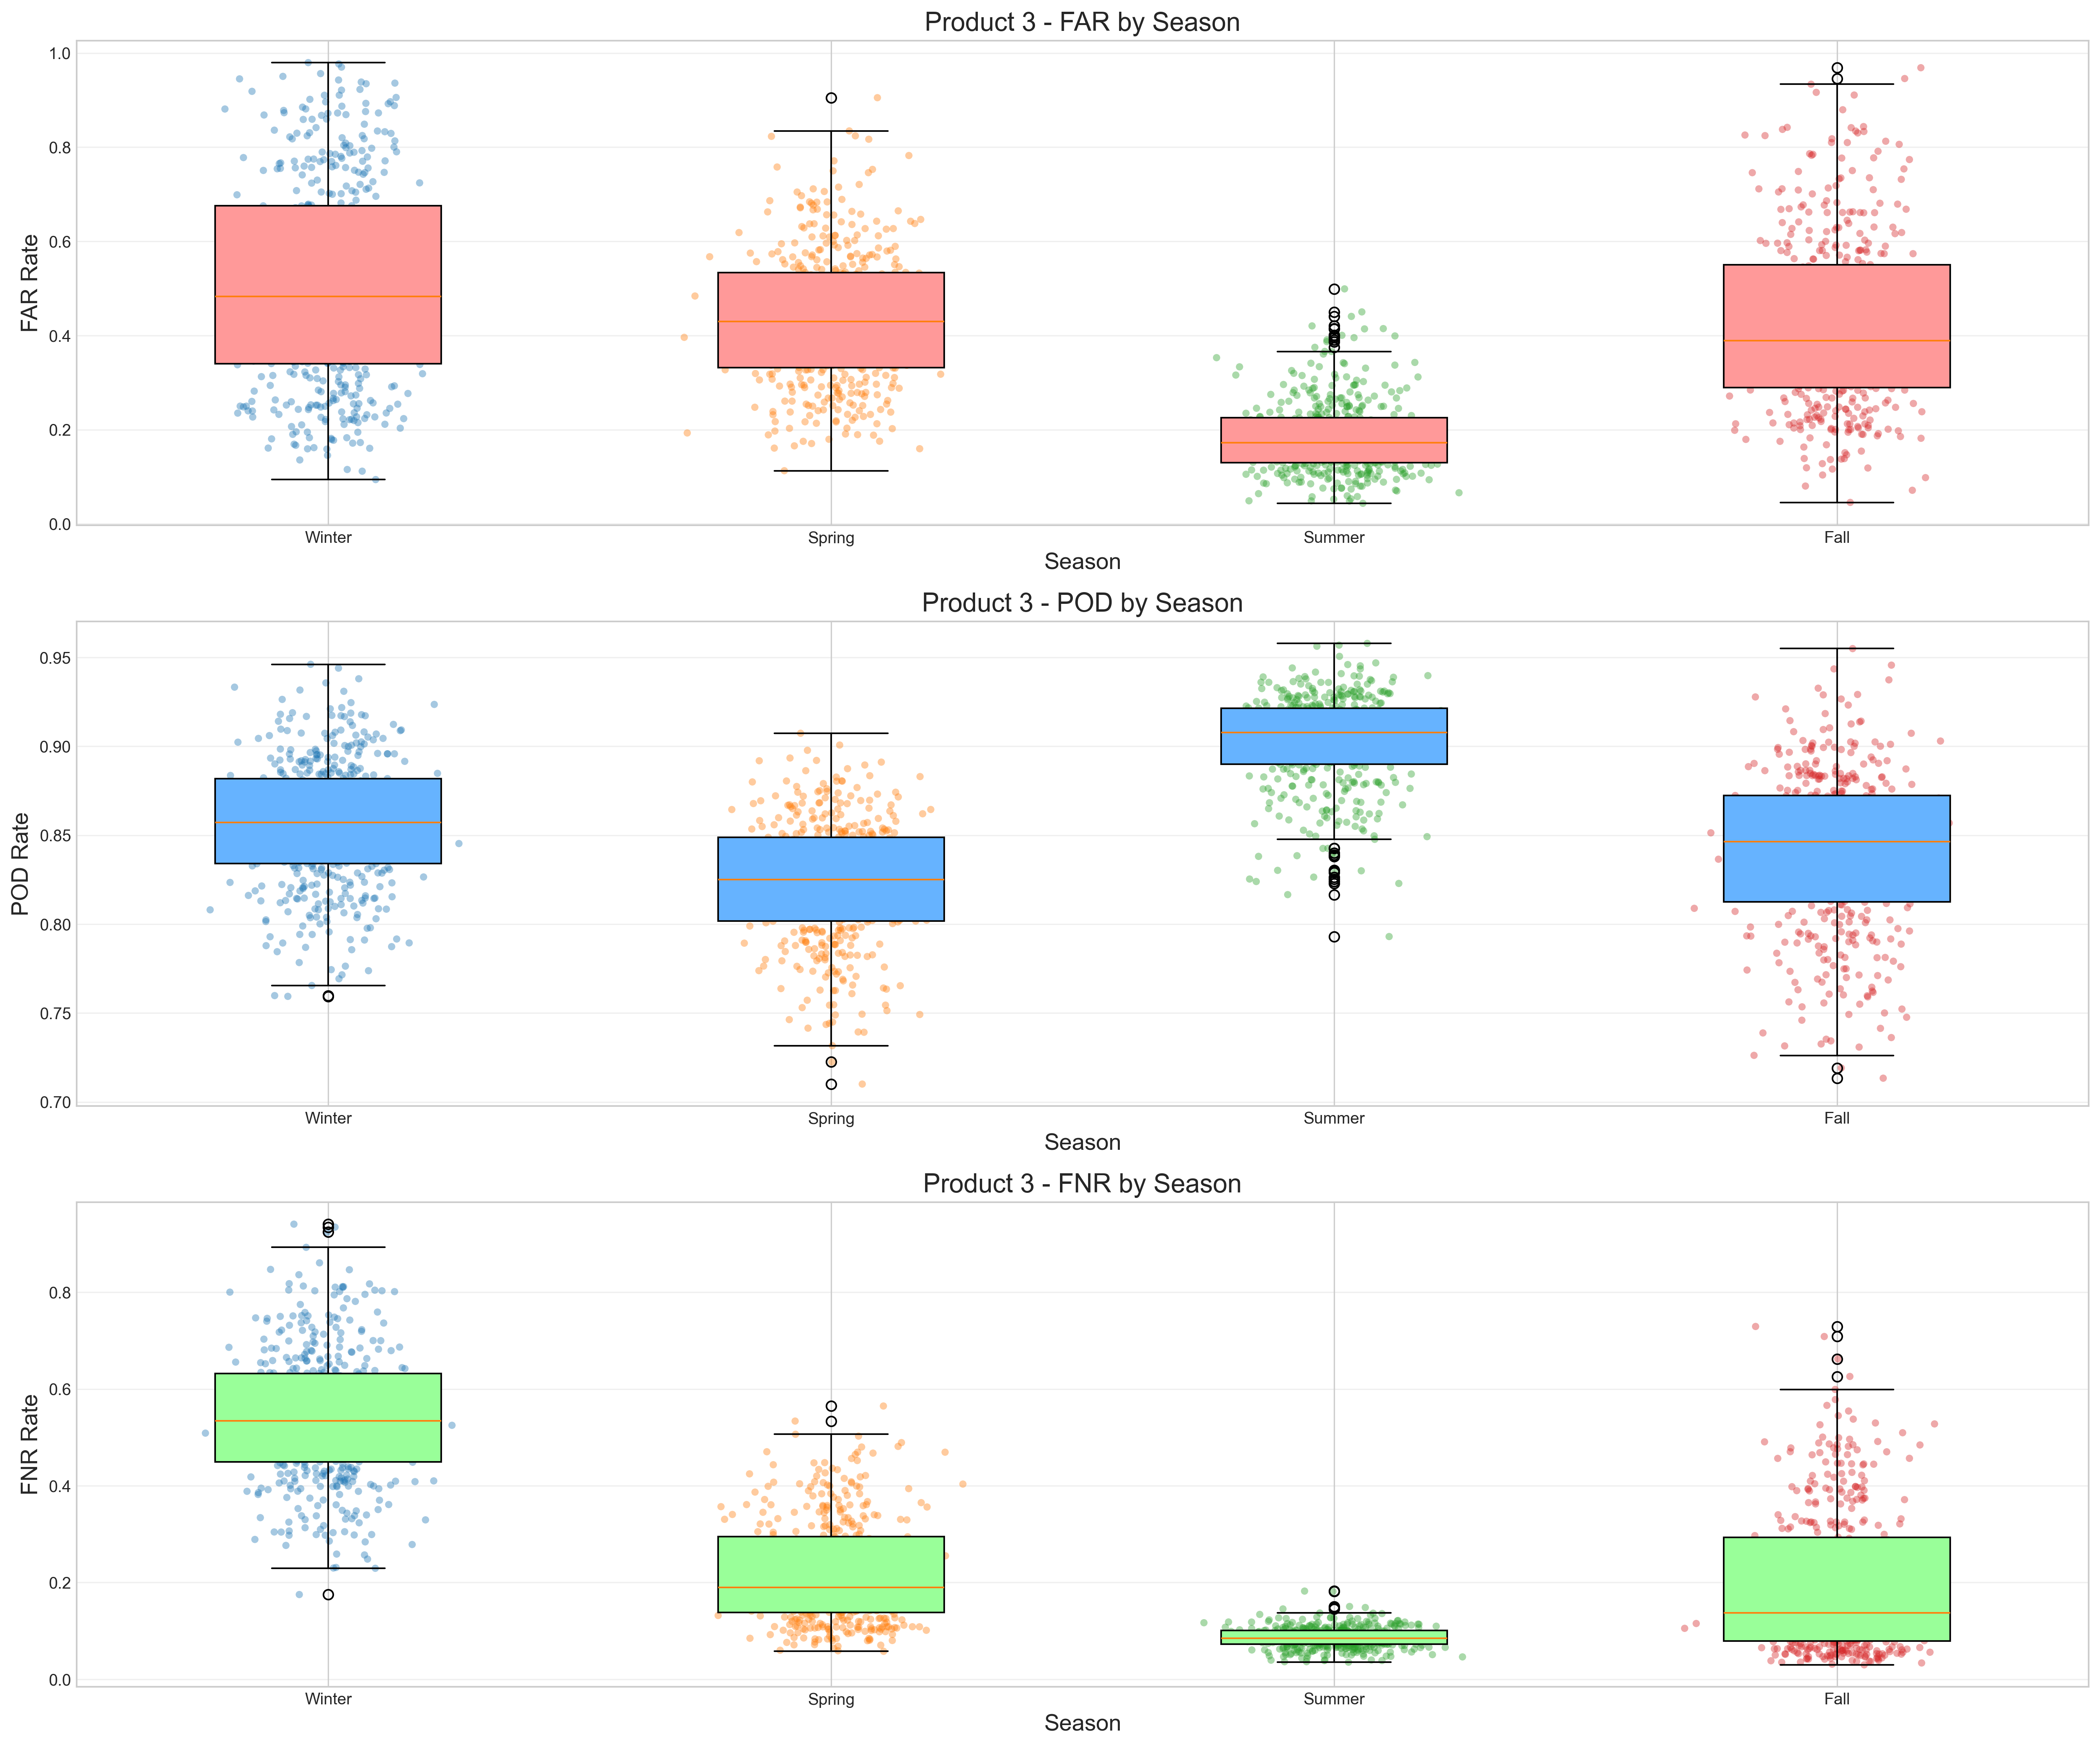 Product 3 - FAR by Season
1.0
0.8
0.6
0.4
0.2
0.0
FAR Rate
Winter Spring Summer Fall
Season
Product 3 - POD by Season
0.95
0.90
0.85
0.80
0.75
0.70
POD Rate
Winter Spring Summer Fall
Season
Product 3 - FNR by Season
0.8
0.6
0.4
0.2
0.0
FNR Rate
Winter Spring Summer Fall
Season